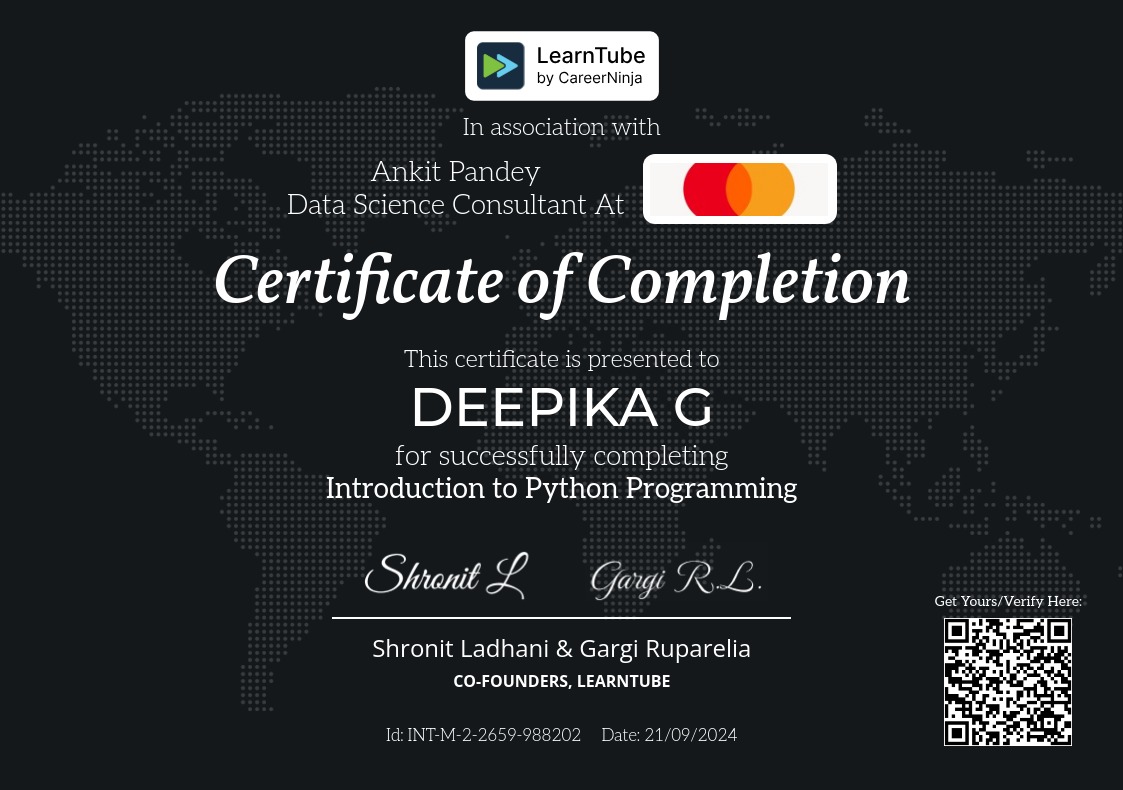 LearnTube
by CareerNinja
In association with
Ankit Pandey
Data Science Consultant At
Certificate of Completion
This certificate is presented to
DEEPIKA G
for successfully completing
Introduction to Python Programming
Shronit L
Gargi R.L.
Shronit Ladhani & Gargi Ruparelia
CO-FOUNDERS, LEARNTUBE
Get Yours/Verify Here:
Id: INT-M-2-2659-988202 Date: 21/09/2024